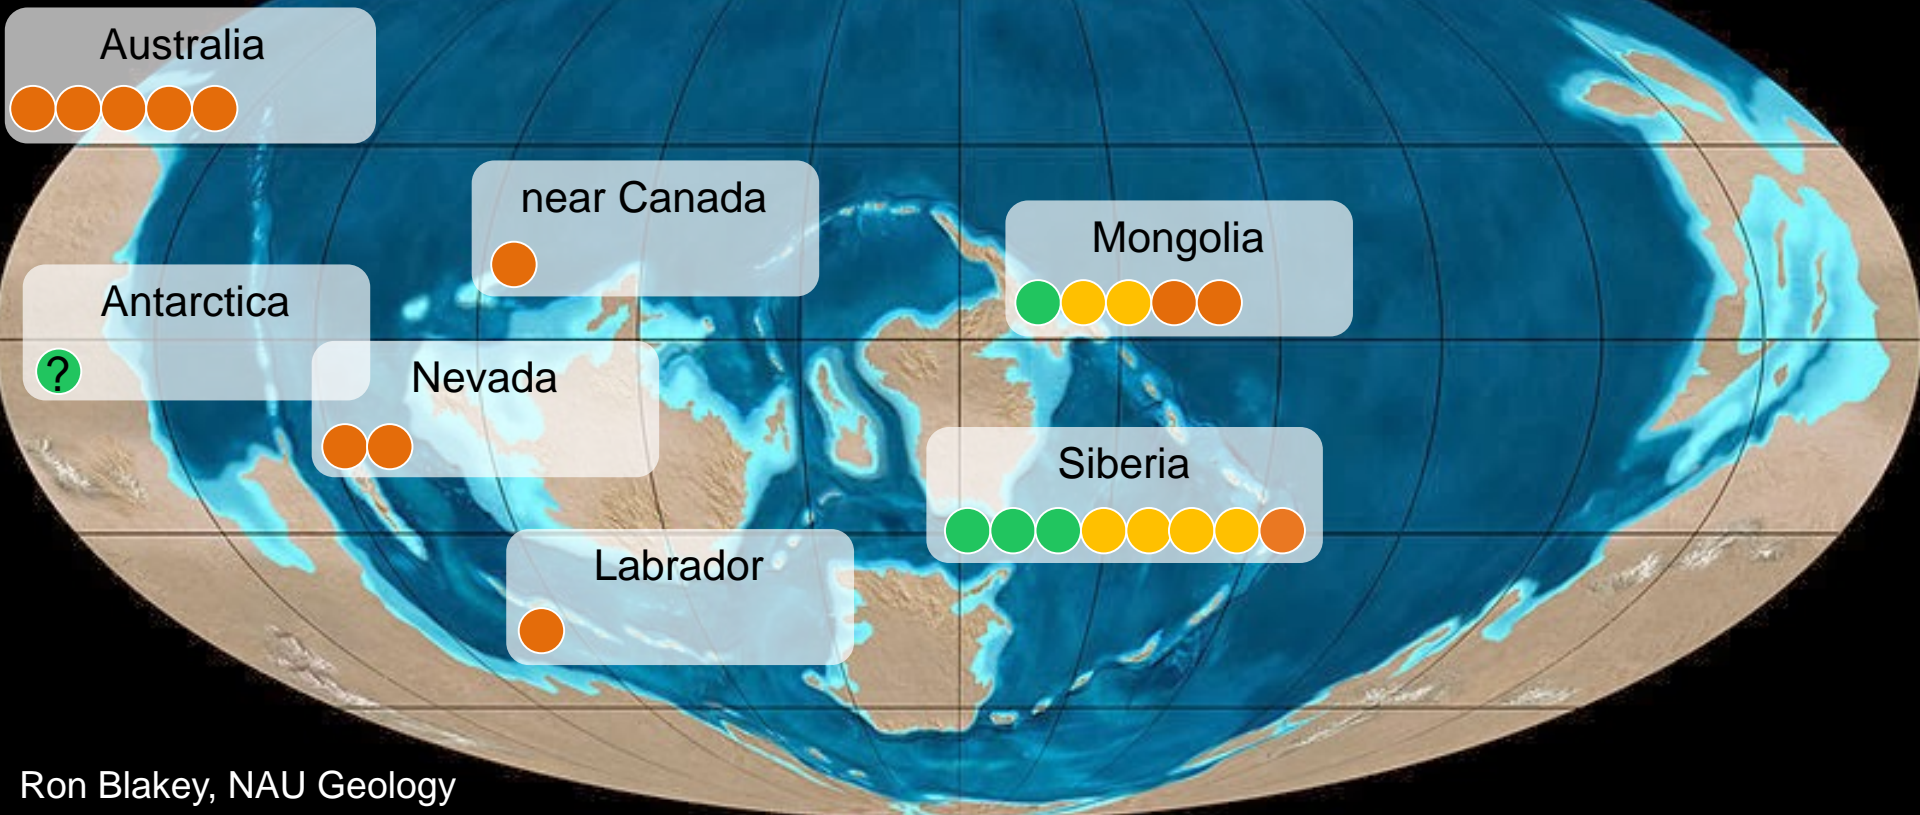 Australia
near Canada
Mongolia
Antarctica
?
Nevada
Siberia
Labrador
Ron Blakey, NAU Geology